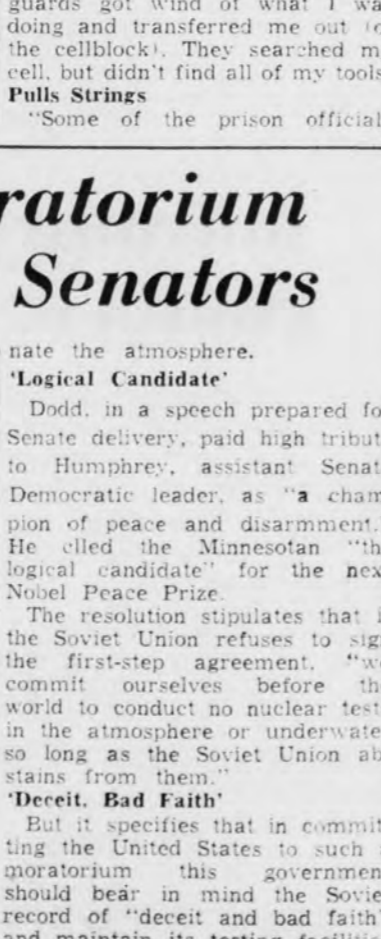 guards got wind of what I wa
doing and transferred me out
the cellblock). They searched m
cell, but didn't find all of my tools
Pulls Strings
"Some of the prison official
ratorium
Senators
nate the atmosphere.
'Logical Candidate'
Dodd, in a speech prepared fo
Senate delivery, paid high tribut
to Humphrey, assistant Senat
Democratic leader, as "a cham
pion of peace and disarmment.
He clled the Minnesotan "th
logical candidate" for the nex
Nobel Peace Prize.
The resolution stipulates that i
the Soviet Union refuses to sig
the first-step agreement, "w
commit ourselves before th
world to conduct no nuclear test
in the atmosphere or underwate
so long as the Soviet Union ab
stains from them."
'Deceit, Bad Faith'
But it specifies that in commit
ting the United States to such
moratorium this governmen
should bear in mind the Sovie
record of "deceit and bad faith
and maintain its testing facilitie